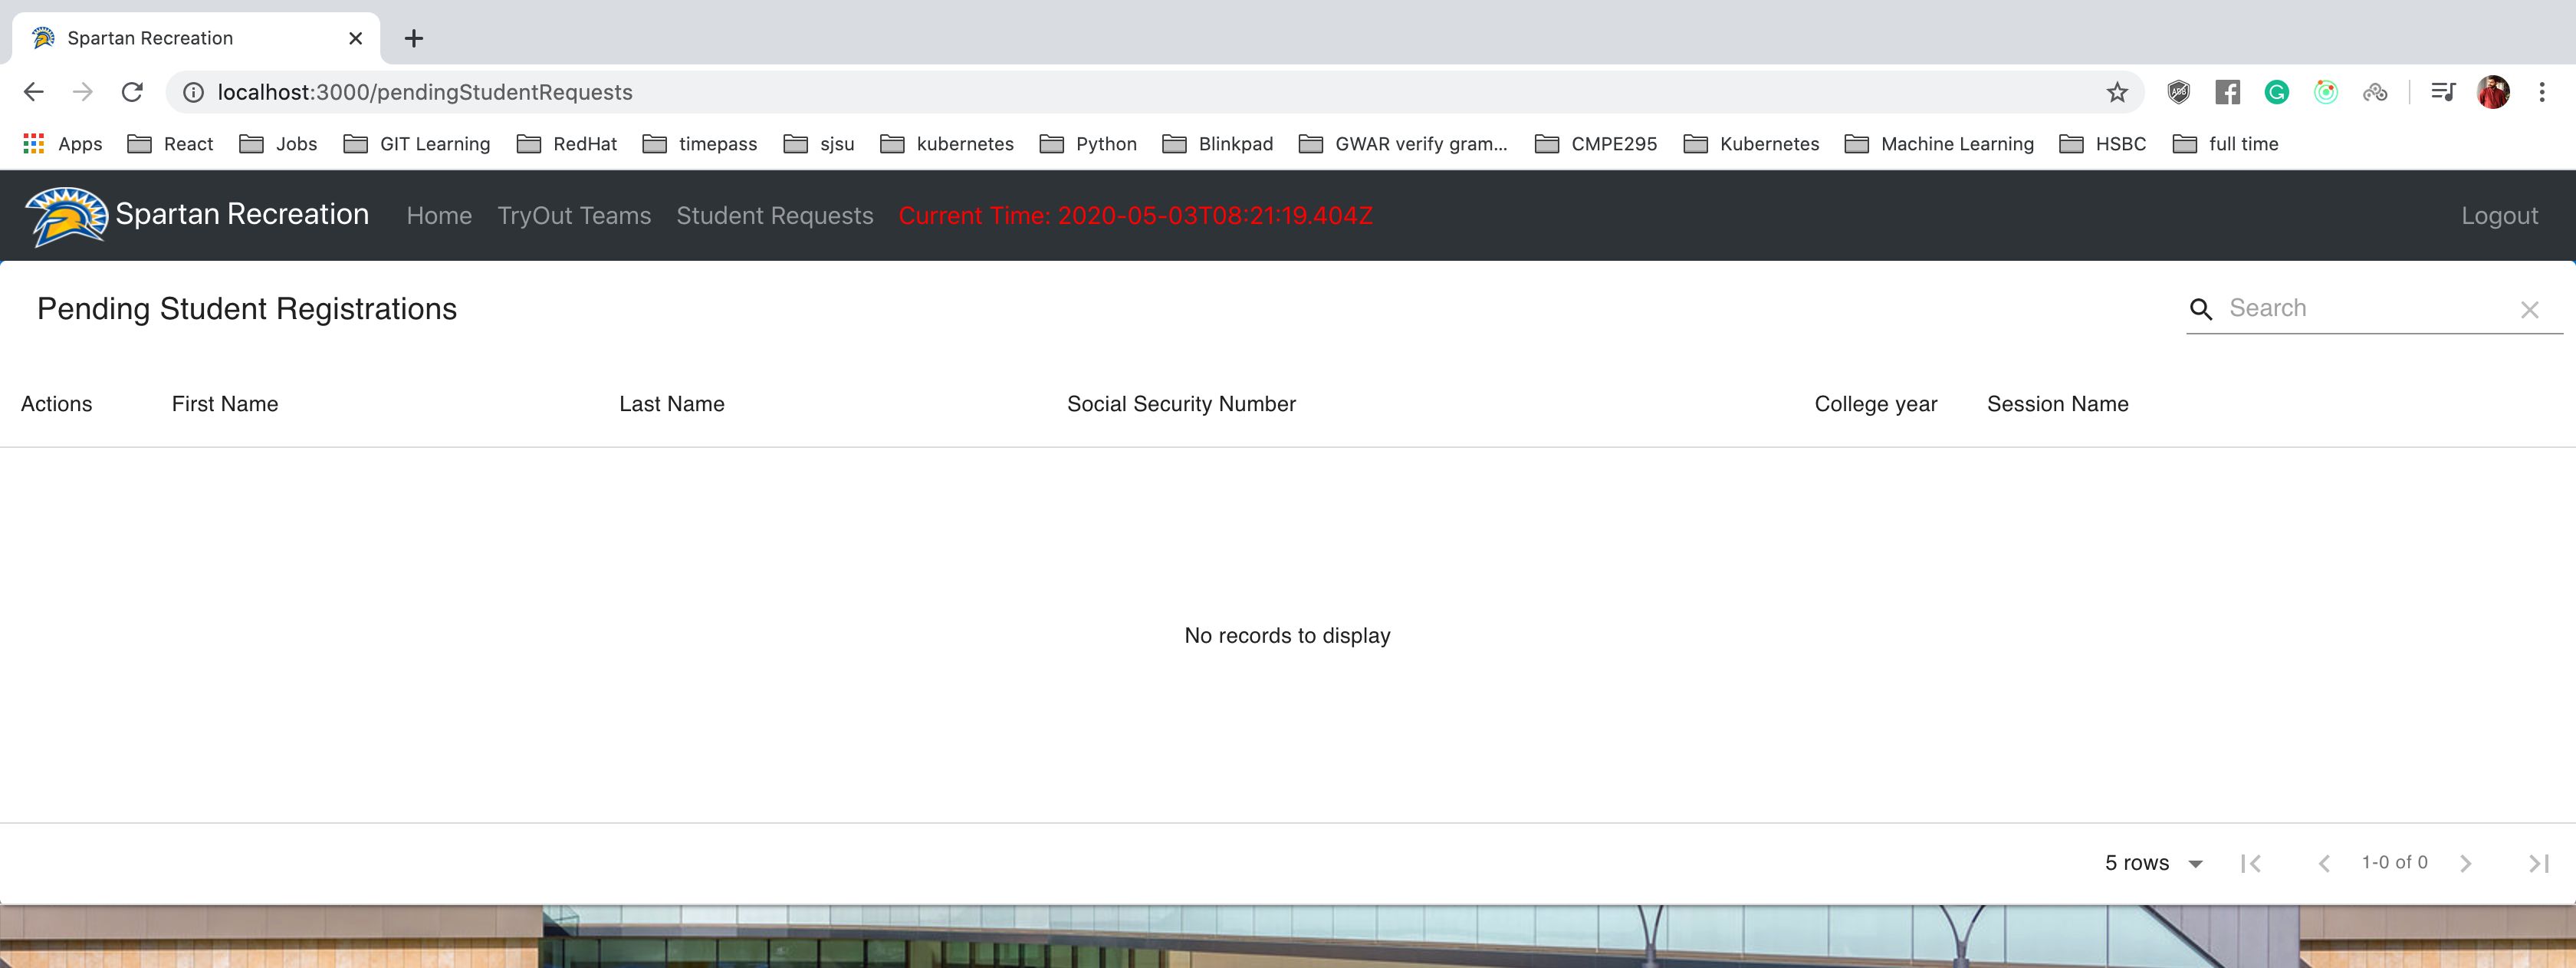 Spartan Recreation
localhost:3000/pendingStudentRequests
Apps React Jobs GIT Learning RedHat timepass sjsu kubernetes Python Blinkpad GWAR verify gram... CMPE295 Kubernetes Machine Learning HSBC full time
Spartan Recreation Home TryOut Teams Student Requests Current Time: 2020-05-03T08:21:19.404Z Logout
Pending Student Registrations Search
Actions First Name Last Name Social Security Number College year Session Name
No records to display
5 rows 1-0 of 0